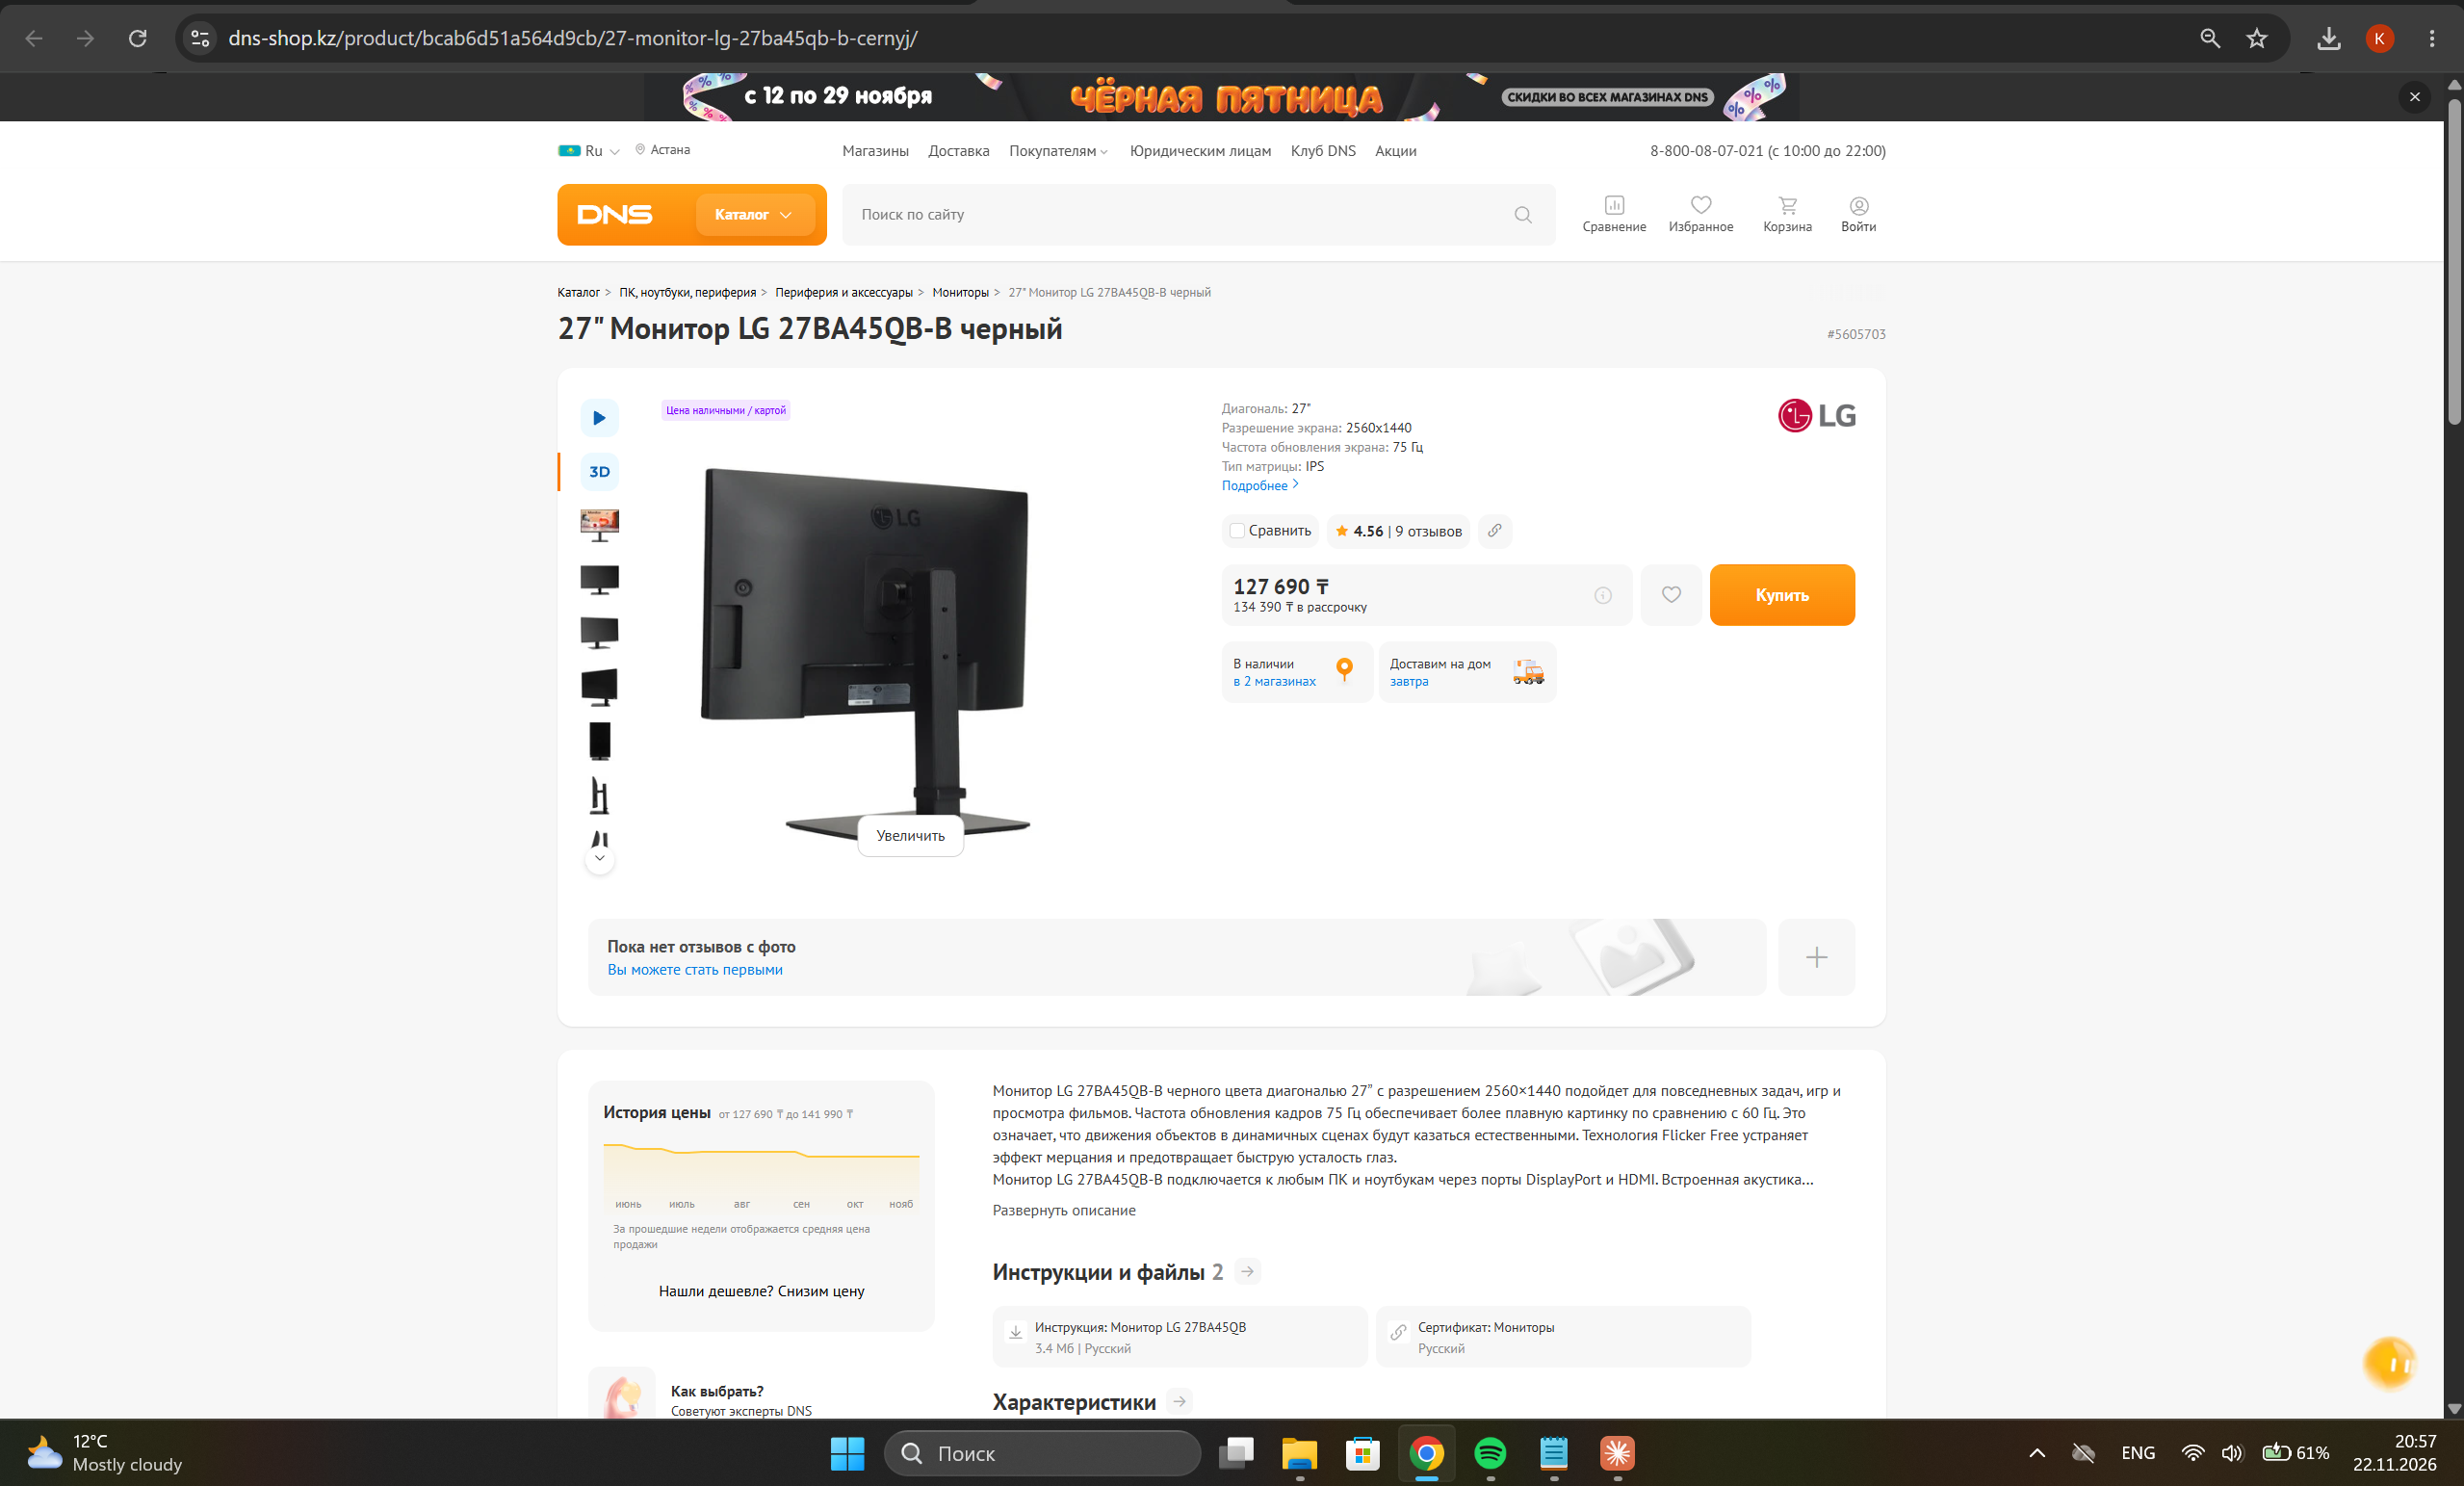 dns-shop.kz/product/bcab6d51a564d9cb/27-monitor-lg-27ba45qb-b-cernyj/
K
с 12 по 29 ноября
ЧЁРНАЯ ПЯТНИЦА
СКИДКИ ВО ВСЕХ МАГАЗИНАХ DNS
Ru
Астана
Магазины
Доставка
Покупателям
Юридическим лицам
Клуб DNS
Акции
8-800-08-07-021 (с 10:00 до 22:00)
DNS
Каталог
Поиск по сайту
Сравнение
Избранное
Корзина
Войти
Каталог > ПК, ноутбуки, периферия > Периферия и аксессуары > Мониторы > 27" Монитор LG 27BA45QB-B черный
27" Монитор LG 27BA45QB-B черный
#5605703
3D
Цена наличными / картой
LG
Увеличить
Диагональ: 27"
Разрешение экрана: 2560x1440
Частота обновления экрана: 75 Гц
Тип матрицы: IPS
Подробнее
LG
Сравнить
4.56 | 9 отзывов
127 690 ₸
134 390 ₸ в рассрочку
Купить
В наличии
в 2 магазинах
Доставим на дом
завтра
Пока нет отзывов с фото
Вы можете стать первыми
История цены от 127 690 ₸ до 141 990 ₸
июнь июль авг сен окт нояб
За прошедшие недели отображается средняя цена
продажи
Нашли дешевле? Снизим цену
Как выбрать?
Советуют эксперты DNS
Монитор LG 27BA45QB-B черного цвета диагональю 27” с разрешением 2560×1440 подойдет для повседневных задач, игр и
просмотра фильмов. Частота обновления кадров 75 Гц обеспечивает более плавную картинку по сравнению с 60 Гц. Это
означает, что движения объектов в динамичных сценах будут казаться естественными. Технология Flicker Free устраняет
эффект мерцания и предотвращает быструю усталость глаз.
Монитор LG 27BA45QB-B подключается к любым ПК и ноутбукам через порты DisplayPort и HDMI. Встроенная акустика...
Развернуть описание
Инструкции и файлы 2
Инструкция: Монитор LG 27BA45QB
3.4 Мб | Русский
Сертификат: Мониторы
Русский
Характеристики
12°C
Mostly cloudy
Поиск
ENG
61%
20:57
22.11.2026